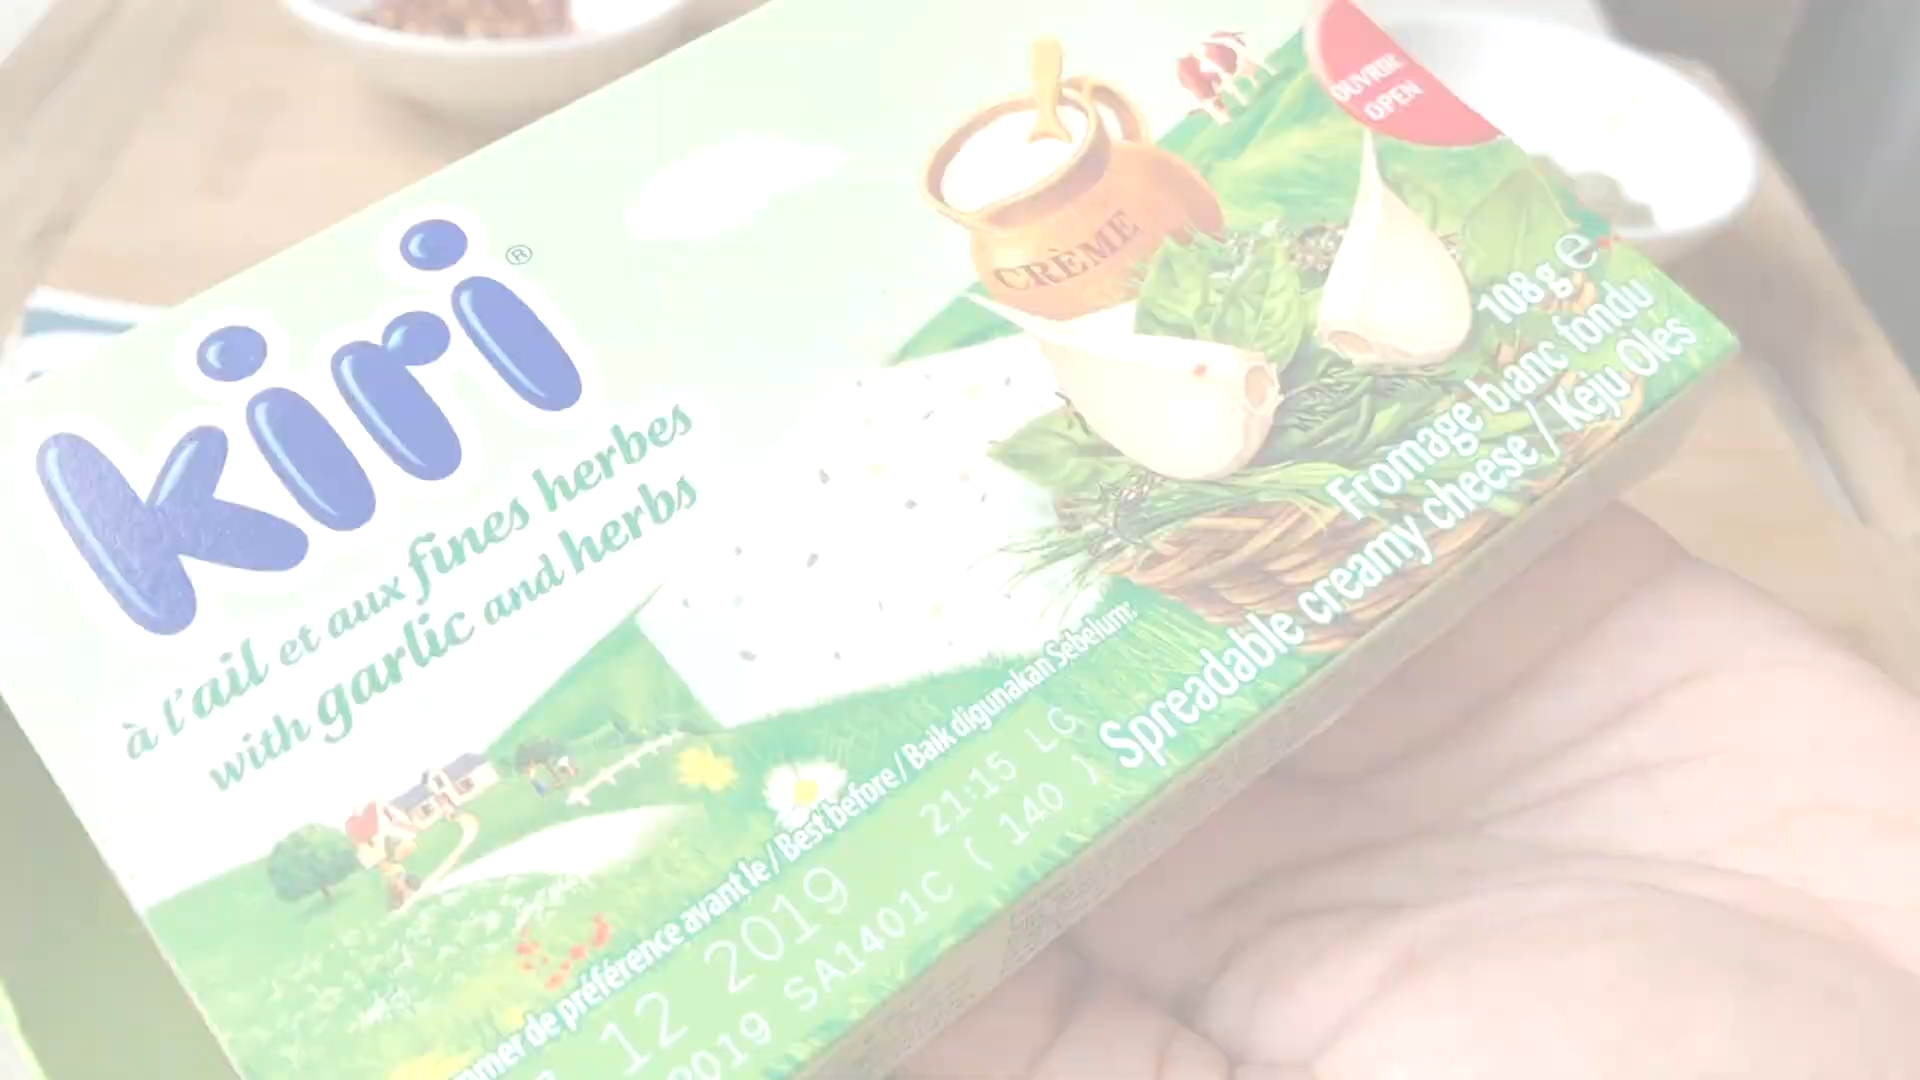 kiri®
à l'ail et aux fines herbes
with garlic and herbs
CRÈME
OUVRIR
OPEN
108 g e
Fromage blanc fondu
Spreadable creamy cheese / Keju Oles
de préférence avant le / Best before / Baik digunakan Sebelum:
12 2019 21:15 LG
2019 SA1401C ( 140 )